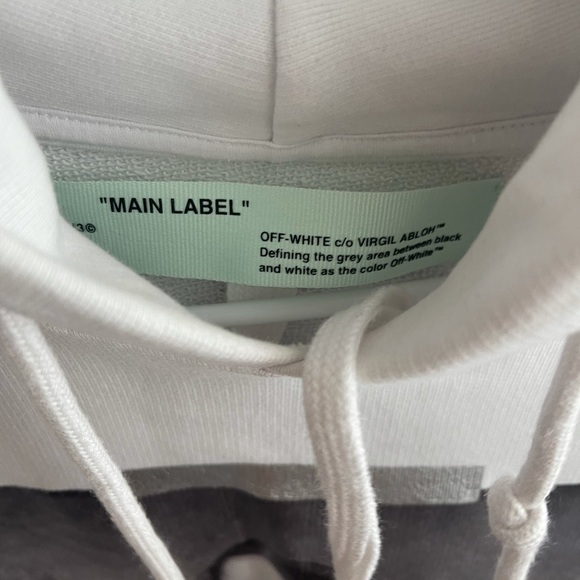 "MAIN LABEL"
3©
OFF-WHITE c/o VIRGIL ABLOH™
Defining the grey area between black
and white as the color Off-White™